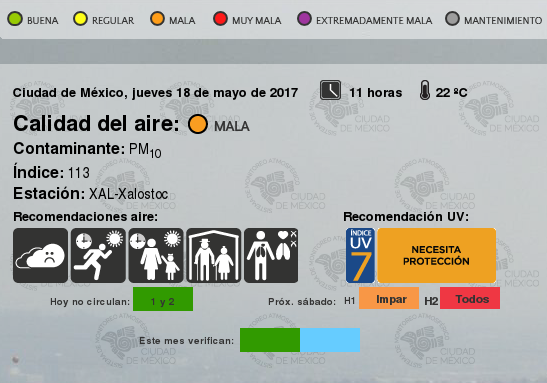 BUENA REGULAR MALA MUY MALA EXTREMADAMENTE MALA MANTENIMIENTO
Ciudad de México, jueves 18 de mayo de 2017 11 horas 22 ºC
Calidad del aire: MALA
Contaminante: PM10
Índice: 113
Estación: XAL-Xalostoc
Recomendaciones aire: Recomendación UV:
ÍNDICE
UV
7
NECESITA
PROTECCIÓN
Hoy no circulan: 1 y 2 Próx. sábado: H1 Impar H2 Todos
Este mes verifican:
CIUDAD
DE MÉXICO